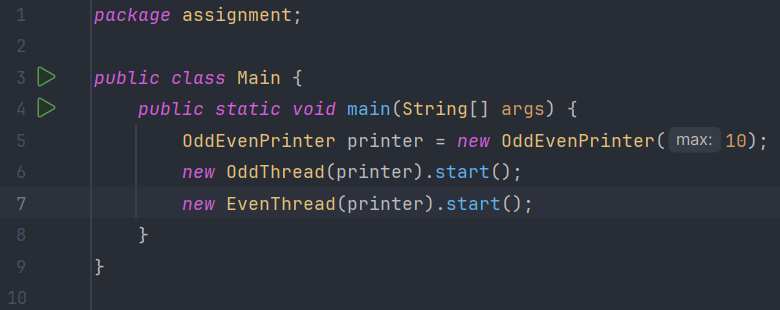 1 package assignment;
2
3 public class Main {
4     public static void main(String[] args) {
5         OddEvenPrinter printer = new OddEvenPrinter( max: 10);
6         new OddThread(printer).start();
7         new EvenThread(printer).start();
8     }
9 }
10